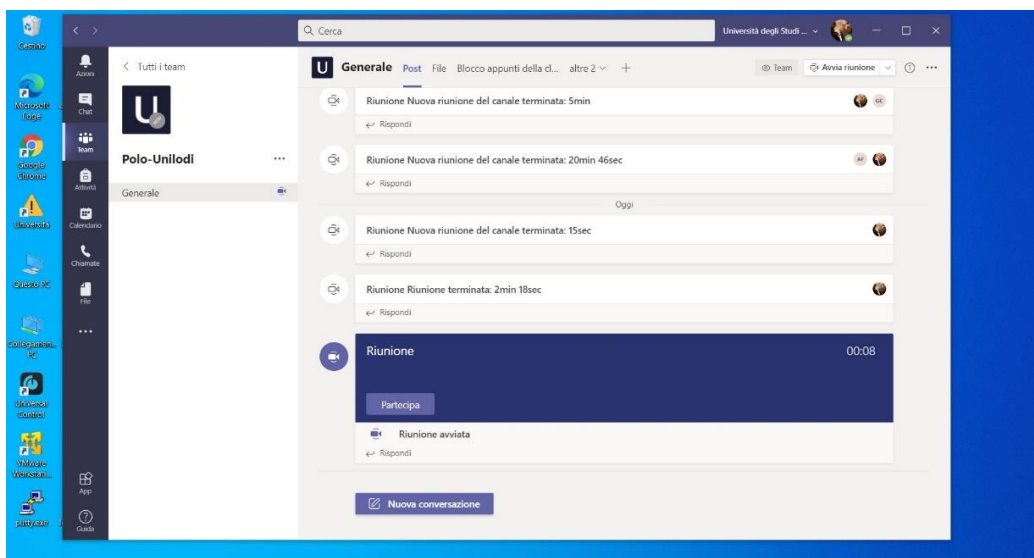 Cestino
Microsoft Edge
Google Chrome
Università
Questo PC
Universal Control
VMware Workstati...
putty.exe
Azioni
Chat
Team
Attività
Calendario
Chiamate
File
App
Guida
Cerca
Università degli Studi ...
Tutti i team
U
Polo-Unilodi
Generale
U
Generale Post File Blocco appunti della cl... altre 2
Team
Avvia riunione
Riunione Nuova riunione del canale terminata: 5min
GC
Rispondi
Riunione Nuova riunione del canale terminata: 20min 46sec
AF
Rispondi
Oggi
Riunione Nuova riunione del canale terminata: 15sec
Rispondi
Riunione Riunione terminata: 2min 18sec
Rispondi
Riunione 00:08
Partecipa
Riunione avviata
Rispondi
Nuova conversazione